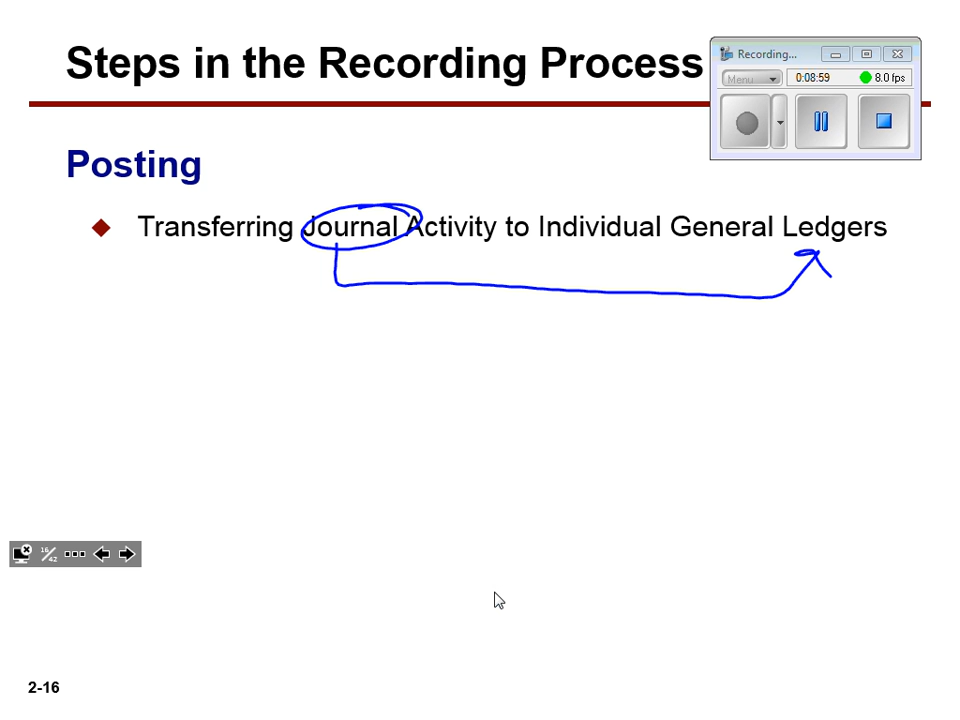 Steps in the Recording Process
Recording...
Menu
0:08:59
8.0 fps
Posting
Transferring Journal Activity to Individual General Ledgers
16/42
2-16